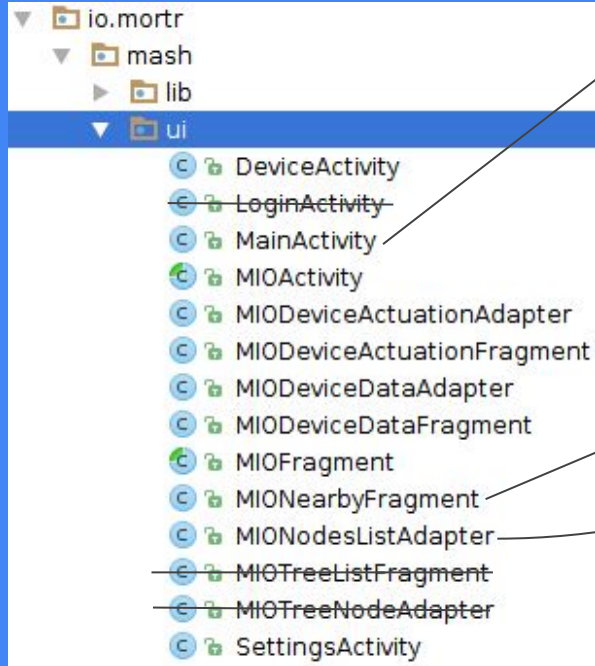 io.mortr
mash
lib
ui
DeviceActivity
LoginActivity
MainActivity
MIOActivity
MIODeviceActuationAdapter
MIODeviceActuationFragment
MIODeviceDataAdapter
MIODeviceDataFragment
MIOFragment
MIONearbyFragment
MIONodesListAdapter
MIOTreeListFragment
MIOTreeNodeAdapter
SettingsActivity